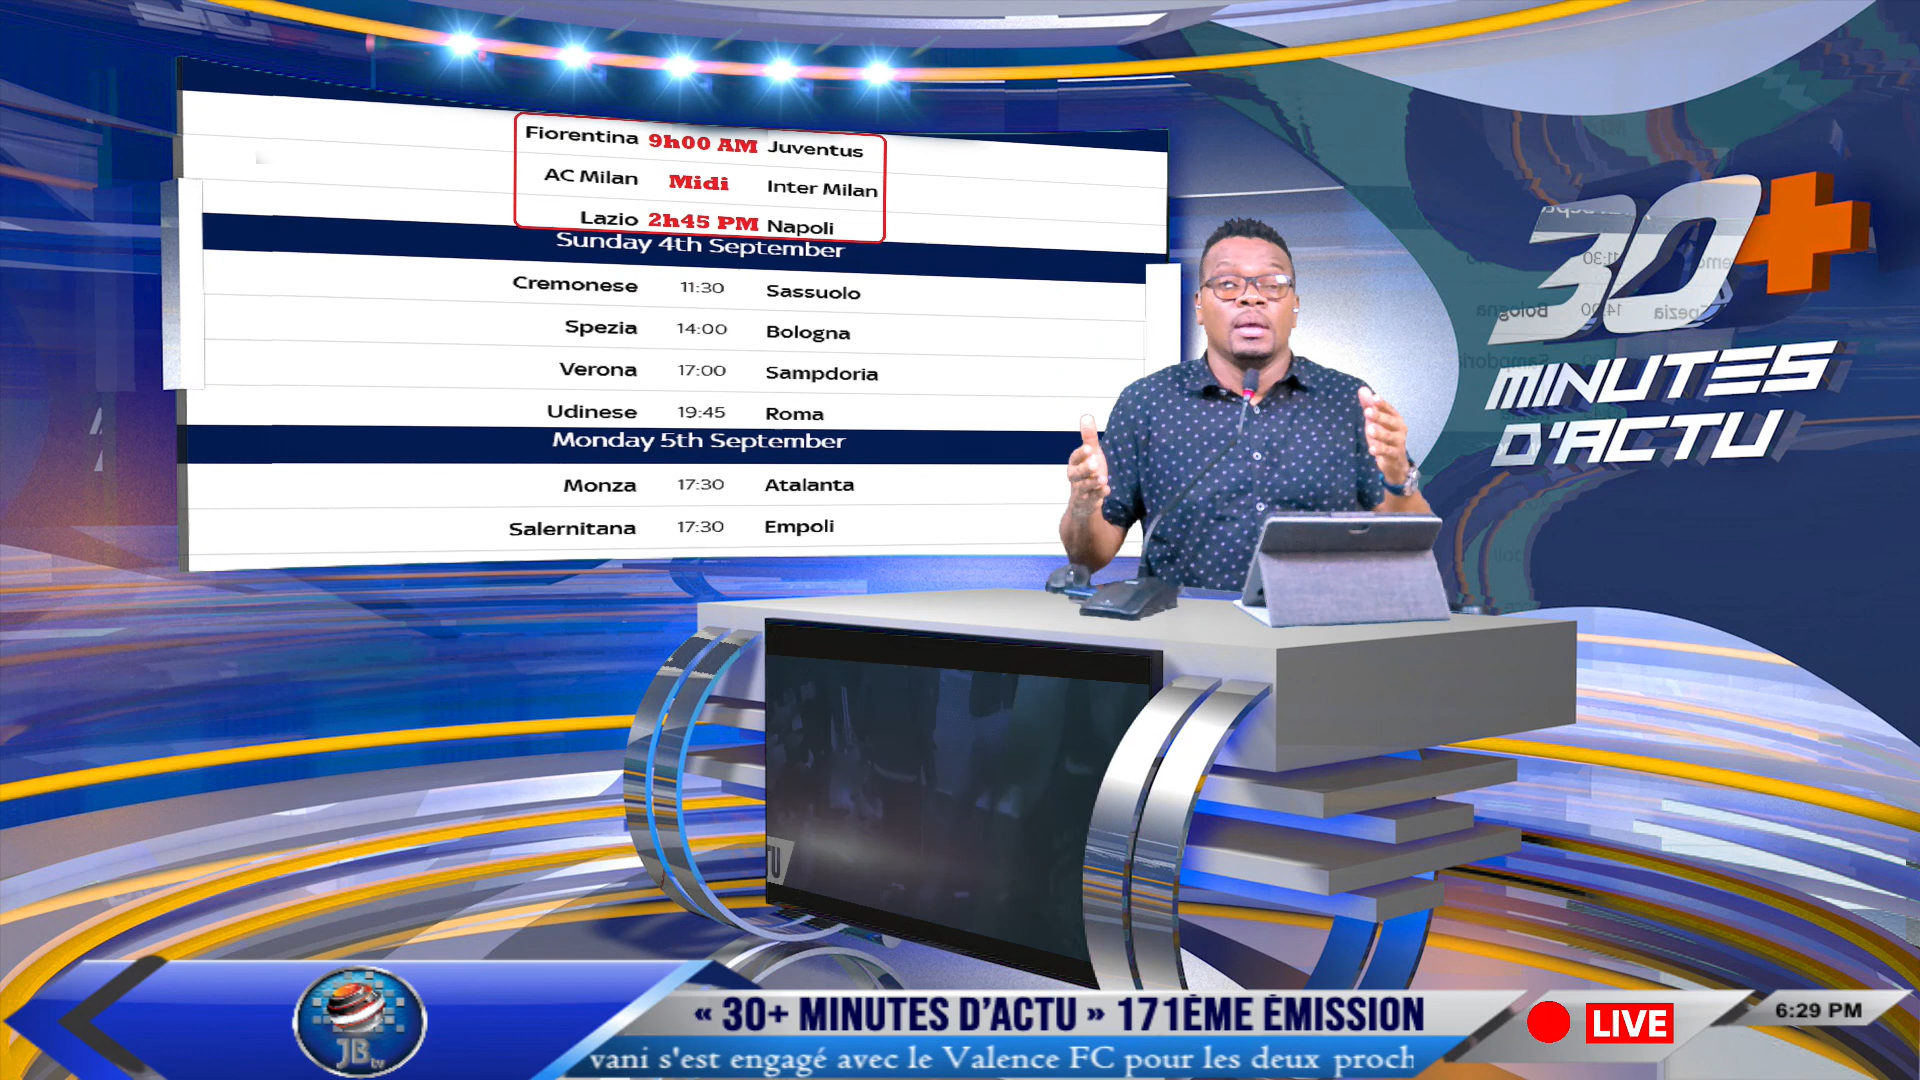 Fiorentina 9h00 AM Juventus
AC Milan Midi Inter Milan
Lazio 2h45 PM Napoli
Sunday 4th September
Cremonese 11:30 Sassuolo
Spezia 14:00 Bologna
Verona 17:00 Sampdoria
Udinese 19:45 Roma
Monday 5th September
Monza 17:30 Atalanta
Salernitana 17:30 Empoli
30+
MINUTES
D'ACTU
TU
JB tv
« 30+ MINUTES D’ACTU » 171ÈME ÉMISSION
vani s'est engagé avec le Valence FC pour les deux proch
LIVE
6:29 PM